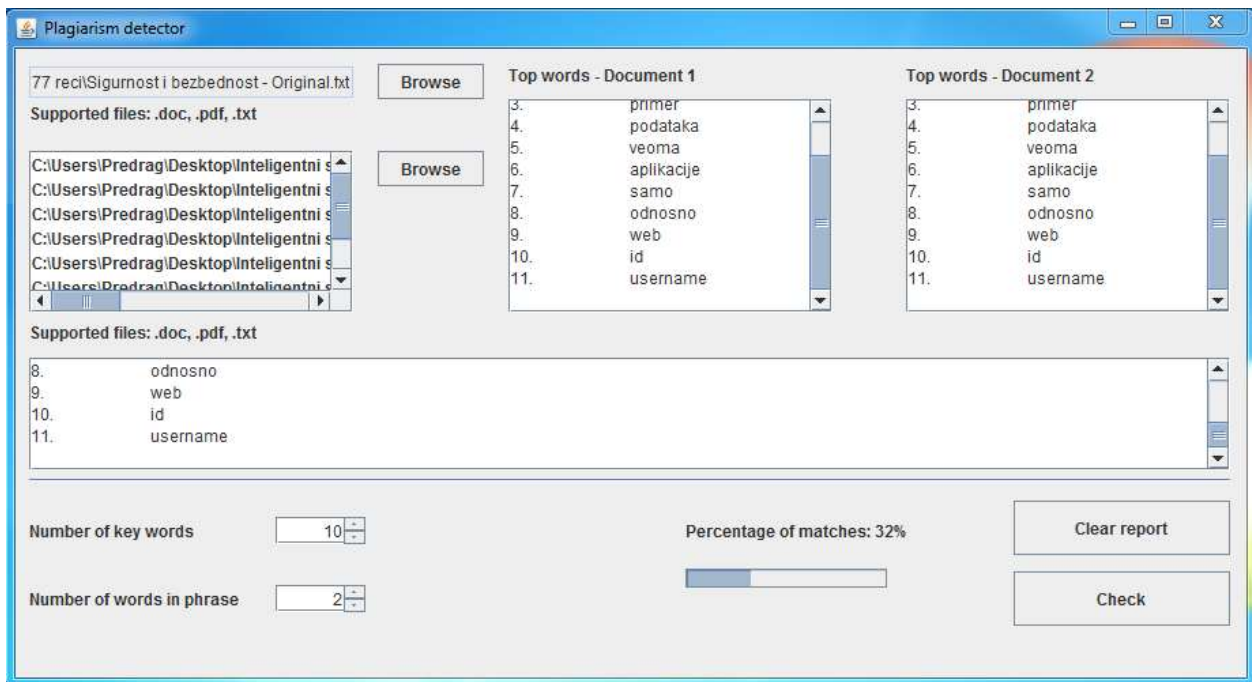 Plagiarism detector
77 reci\Sigurnost i bezbednost - Original.txt
Browse
Supported files: .doc, .pdf, .txt
C:\Users\Predrag\Desktop\Inteligentni s
C:\Users\Predrag\Desktop\Inteligentni s
C:\Users\Predrag\Desktop\Inteligentni s
C:\Users\Predrag\Desktop\Inteligentni s
C:\Users\Predrag\Desktop\Inteligentni s
C:\Users\Predrag\Desktop\Inteligentni s
Browse
Supported files: .doc, .pdf, .txt
Top words - Document 1
3. primer
4. podataka
5. veoma
6. aplikacije
7. samo
8. odnosno
9. web
10. id
11. username
Top words - Document 2
3. primer
4. podataka
5. veoma
6. aplikacije
7. samo
8. odnosno
9. web
10. id
11. username
8. odnosno
9. web
10. id
11. username
Number of key words 10
Number of words in phrase 2
Percentage of matches: 32%
Clear report
Check